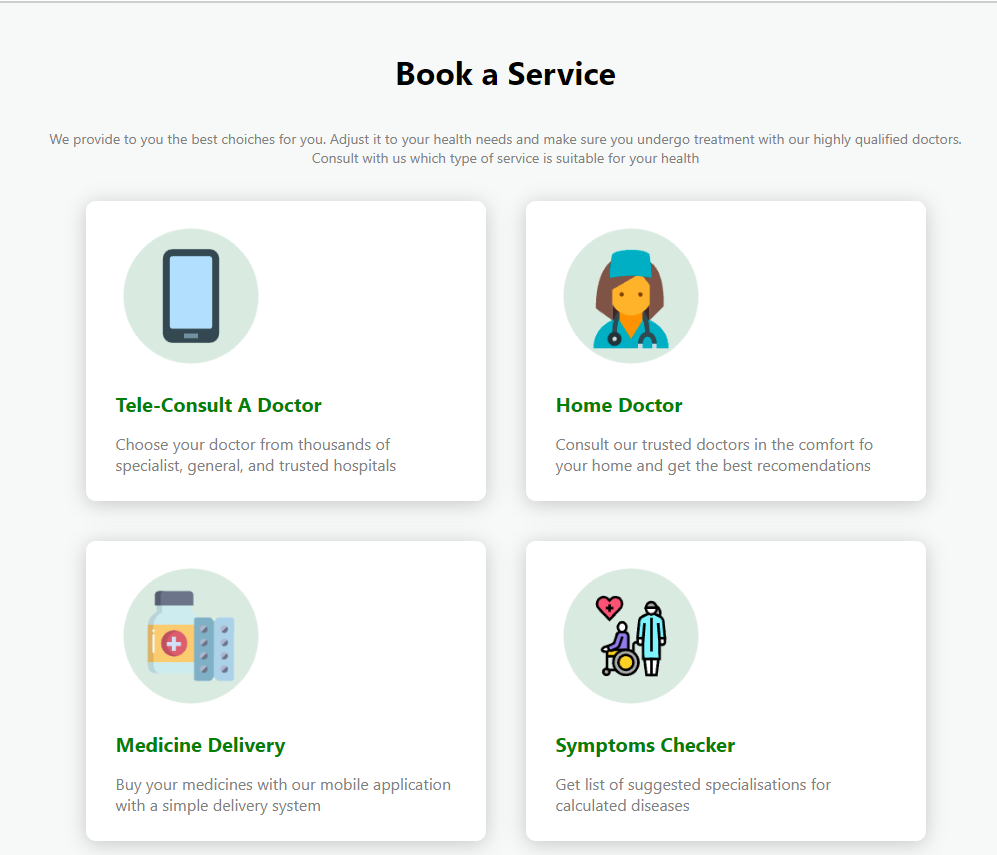 Book a Service
We provide to you the best choiches for you. Adjust it to your health needs and make sure you undergo treatment with our highly qualified doctors.
Consult with us which type of service is suitable for your health
Tele-Consult A Doctor
Choose your doctor from thousands of
specialist, general, and trusted hospitals
Home Doctor
Consult our trusted doctors in the comfort fo
your home and get the best recomendations
Medicine Delivery
Buy your medicines with our mobile application
with a simple delivery system
Symptoms Checker
Get list of suggested specialisations for
calculated diseases